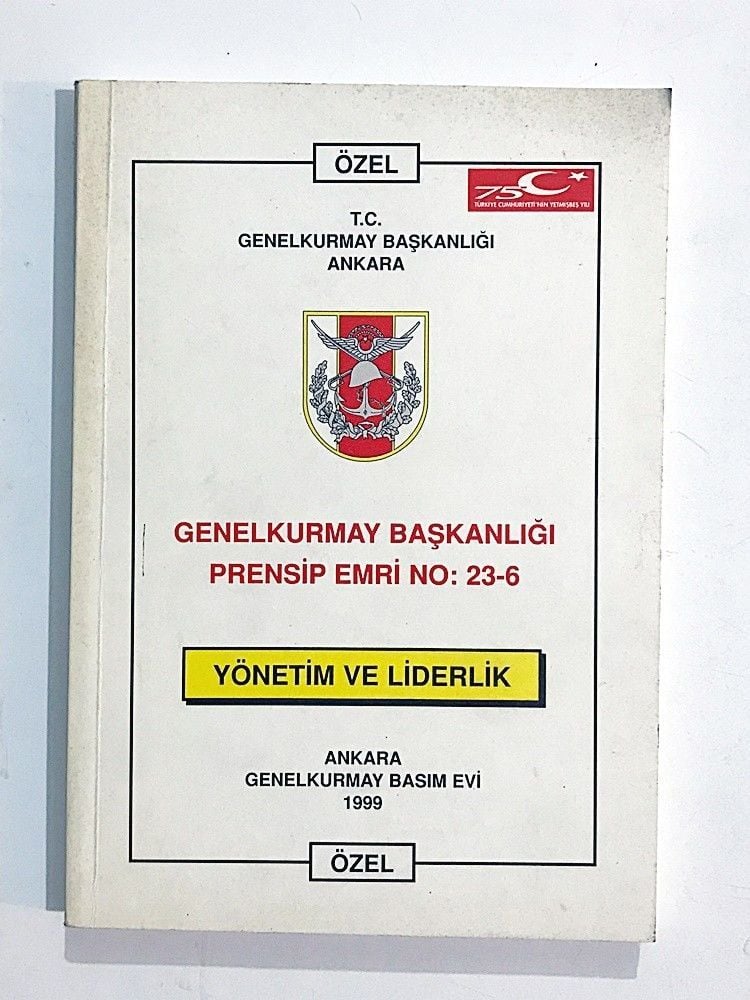 ÖZEL
75
TÜRKİYE CUMHURİYETİ'NİN YETMİŞBEŞ YILI
T.C.
GENELKURMAY BAŞKANLIĞI
ANKARA
GENELKURMAY BAŞKANLIĞI
PRENSİP EMRİ NO: 23-6
YÖNETİM VE LİDERLİK
ANKARA
GENELKURMAY BASIM EVİ
1999
ÖZEL